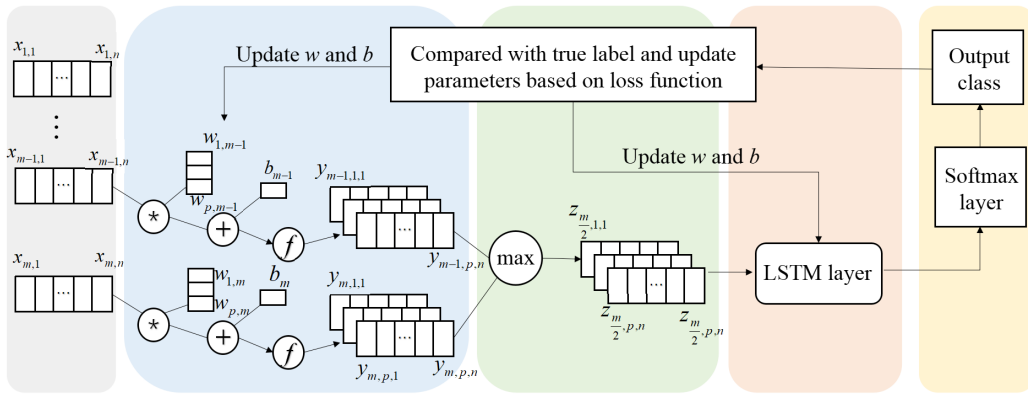 x1,1 x1,n
...
Update w and b
Compared with true label and update
parameters based on loss function
Output
class
⋮
xm−1,1 xm−1,n
...
w1,m−1
wp,m−1
*
bm−1
+
f
ym−1,1,1
...
ym−1,p,n
max
Update w and b
zm/2,1,1
...
zm/2,p,n zm/2,p,n
LSTM layer
Softmax
layer
xm,1 xm,n
...
w1,m
wp,m
*
bm
+
f
ym,1,1
...
ym,p,1 ym,p,n